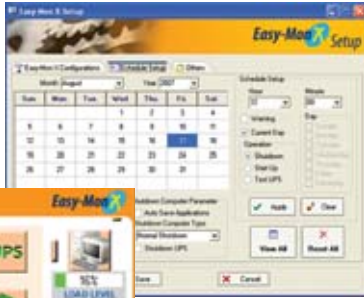 Easy-Mon X Setup
Easy-Mon X Setup
Easy-Mon X Configurations Schedule Setup Others
Month August Year 2007
Schedule Setup
Hour Minute
Sun Mon Tue Wed Thu Fri Sat
1 2 3 4
5 6 7 8 9 10 11
12 13 14 15 16 17 18
19 20 21 22 23 24 25
26 27 28 29 30 31
Warning
Current Day
Day
Operation
Shutdown
Start Up
Test UPS
Shutdown Computer Parameter
Auto Save Applications
Shutdown Computer Type
Normal Shutdown
Shutdown UPS
Apply Clear
View All Reset All
Save Cancel
Easy-Mon X
UPS
16%
LOAD LEVEL